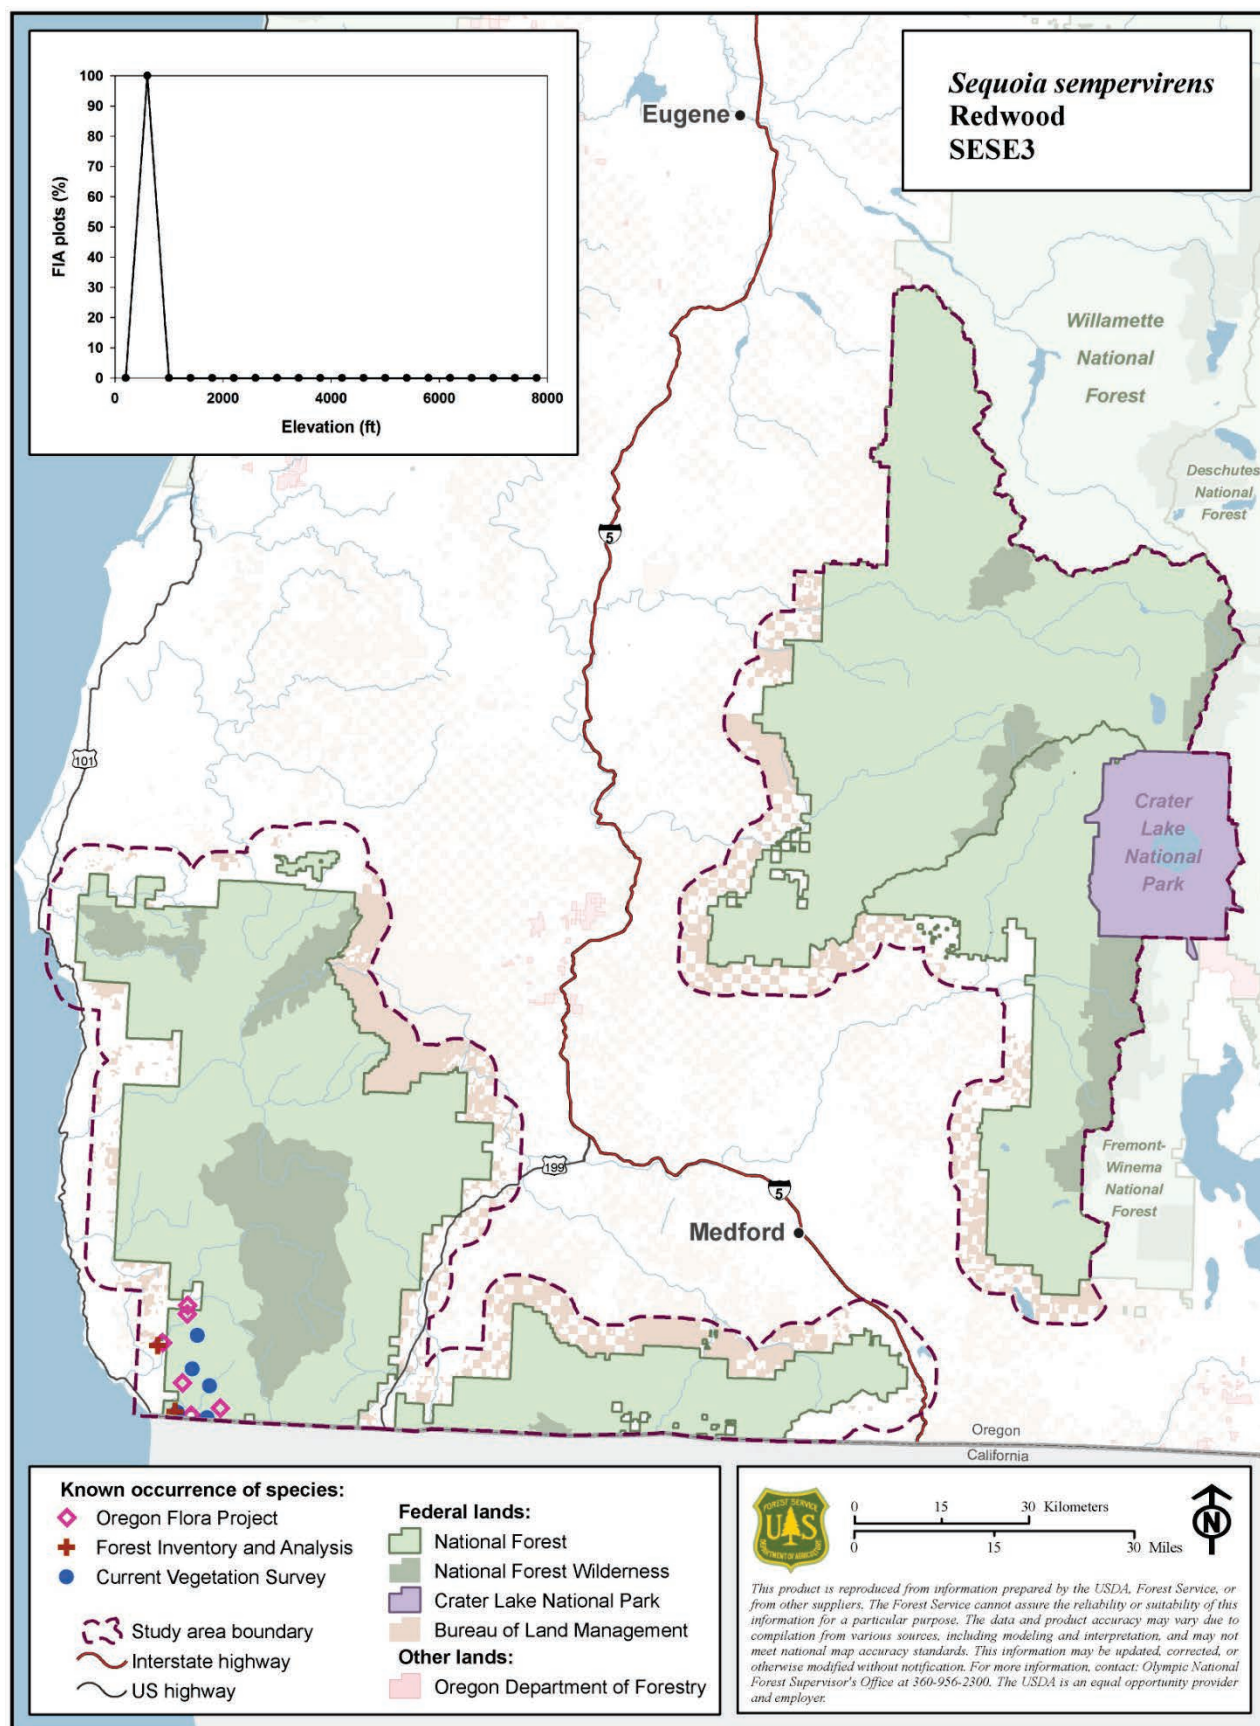 100
90
80
70
60
50
40
30
20
10
0
FIA plots (%)
0 2000 4000 6000 8000
Elevation (ft)
Sequoia sempervirens
Redwood
SESE3
Eugene
Willamette
National
Forest
Deschutes
National
Forest
5
101
Crater
Lake
National
Park
199
5
Medford
Fremont-
Winema
National
Forest
Oregon
California
Known occurrence of species:
Oregon Flora Project
Forest Inventory and Analysis
Current Vegetation Survey
Study area boundary
Interstate highway
US highway
Federal lands:
National Forest
National Forest Wilderness
Crater Lake National Park
Bureau of Land Management
Other lands:
Oregon Department of Forestry
FOREST SERVICE
U S
DEPARTMENT OF AGRICULTURE
0 15 30 Kilometers
0 15 30 Miles
N
This product is reproduced from information prepared by the USDA, Forest Service, or
from other suppliers. The Forest Service cannot assure the reliability or suitability of this
information for a particular purpose. The data and product accuracy may vary due to
compilation from various sources, including modeling and interpretation, and may not
meet national map accuracy standards. This information may be updated, corrected, or
otherwise modified without notification. For more information, contact: Olympic National
Forest Supervisor's Office at 360-956-2300. The USDA is an equal opportunity provider
and employer.